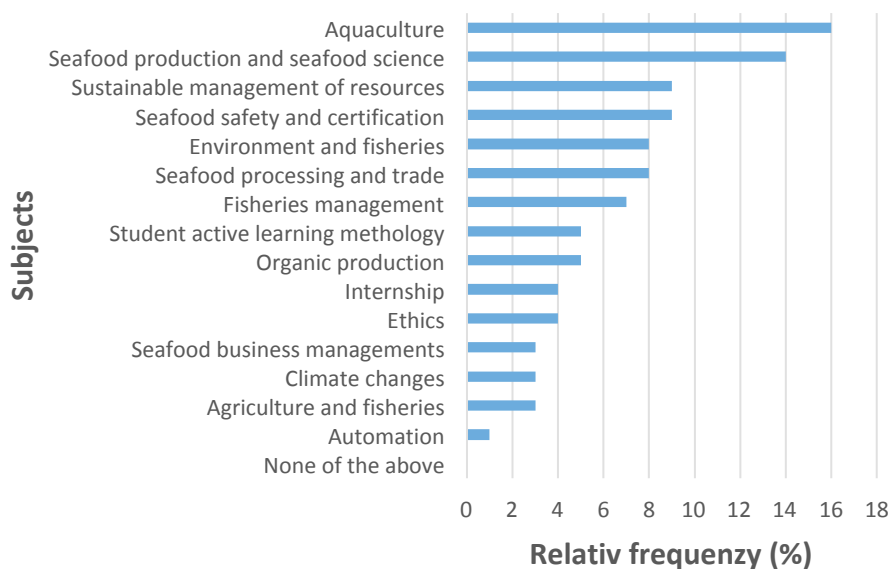 Aquaculture
Seafood production and seafood science
Sustainable management of resources
Seafood safety and certification
Environment and fisheries
Seafood processing and trade
Fisheries management
Student active learning methology
Organic production
Internship
Ethics
Seafood business managements
Climate changes
Agriculture and fisheries
Automation
None of the above
Subjects
0 2 4 6 8 10 12 14 16 18
Relativ frequenzy (%)